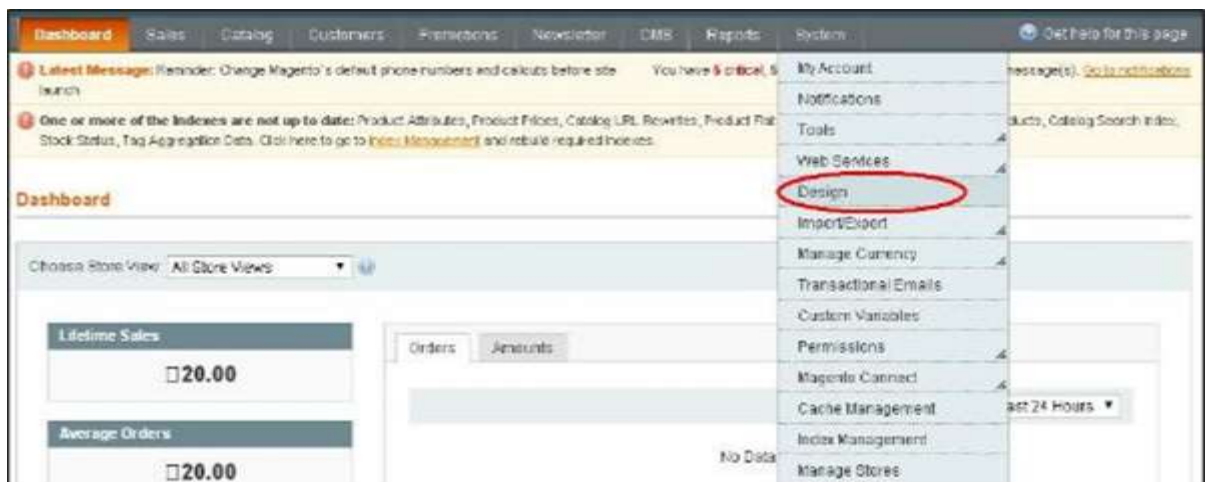 Dashboard Sales Catalog Customers Promotions Newsletter CMS Reports System Get help for this page
Latest Message: Reminder: Change Magento's default phone numbers and callouts before site You have 5 critical, 5 message(s). Go to notifications
launch
One or more of the Indexes are not up to date: Product Attributes, Product Prices, Catalog URL Rewrites, Product Flat ducts, Catalog Search Index,
Stock Status, Tag Aggregation Data. Click here to go to Index Management and rebuild required indexes.
My Account
Notifications
Tools
Web Services
Design
Import/Export
Manage Currency
Transactional Emails
Custom Variables
Permissions
Magento Connect
Cache Management
Index Management
Manage Stores
Dashboard
Choose Store View: All Store Views
Lifetime Sales
20.00
Average Orders
20.00
Orders Amounts
ast 24 Hours
No Data